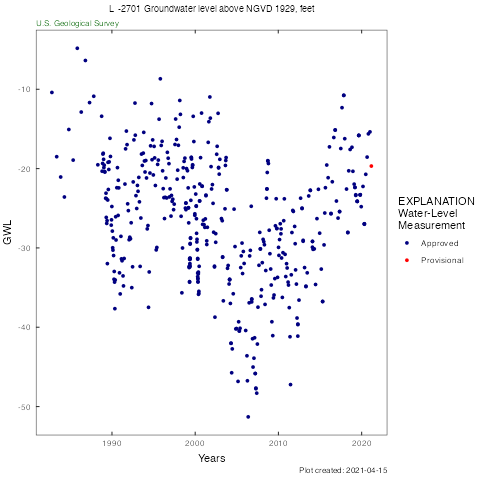 L -2701 Groundwater level above NGVD 1929, feet
U.S. Geological Survey
GWL
-10
-20
-30
-40
-50
1990
2000
2010
2020
Years
EXPLANATION
Water-Level
Measurement
Approved
Provisional
Plot created: 2021-04-15